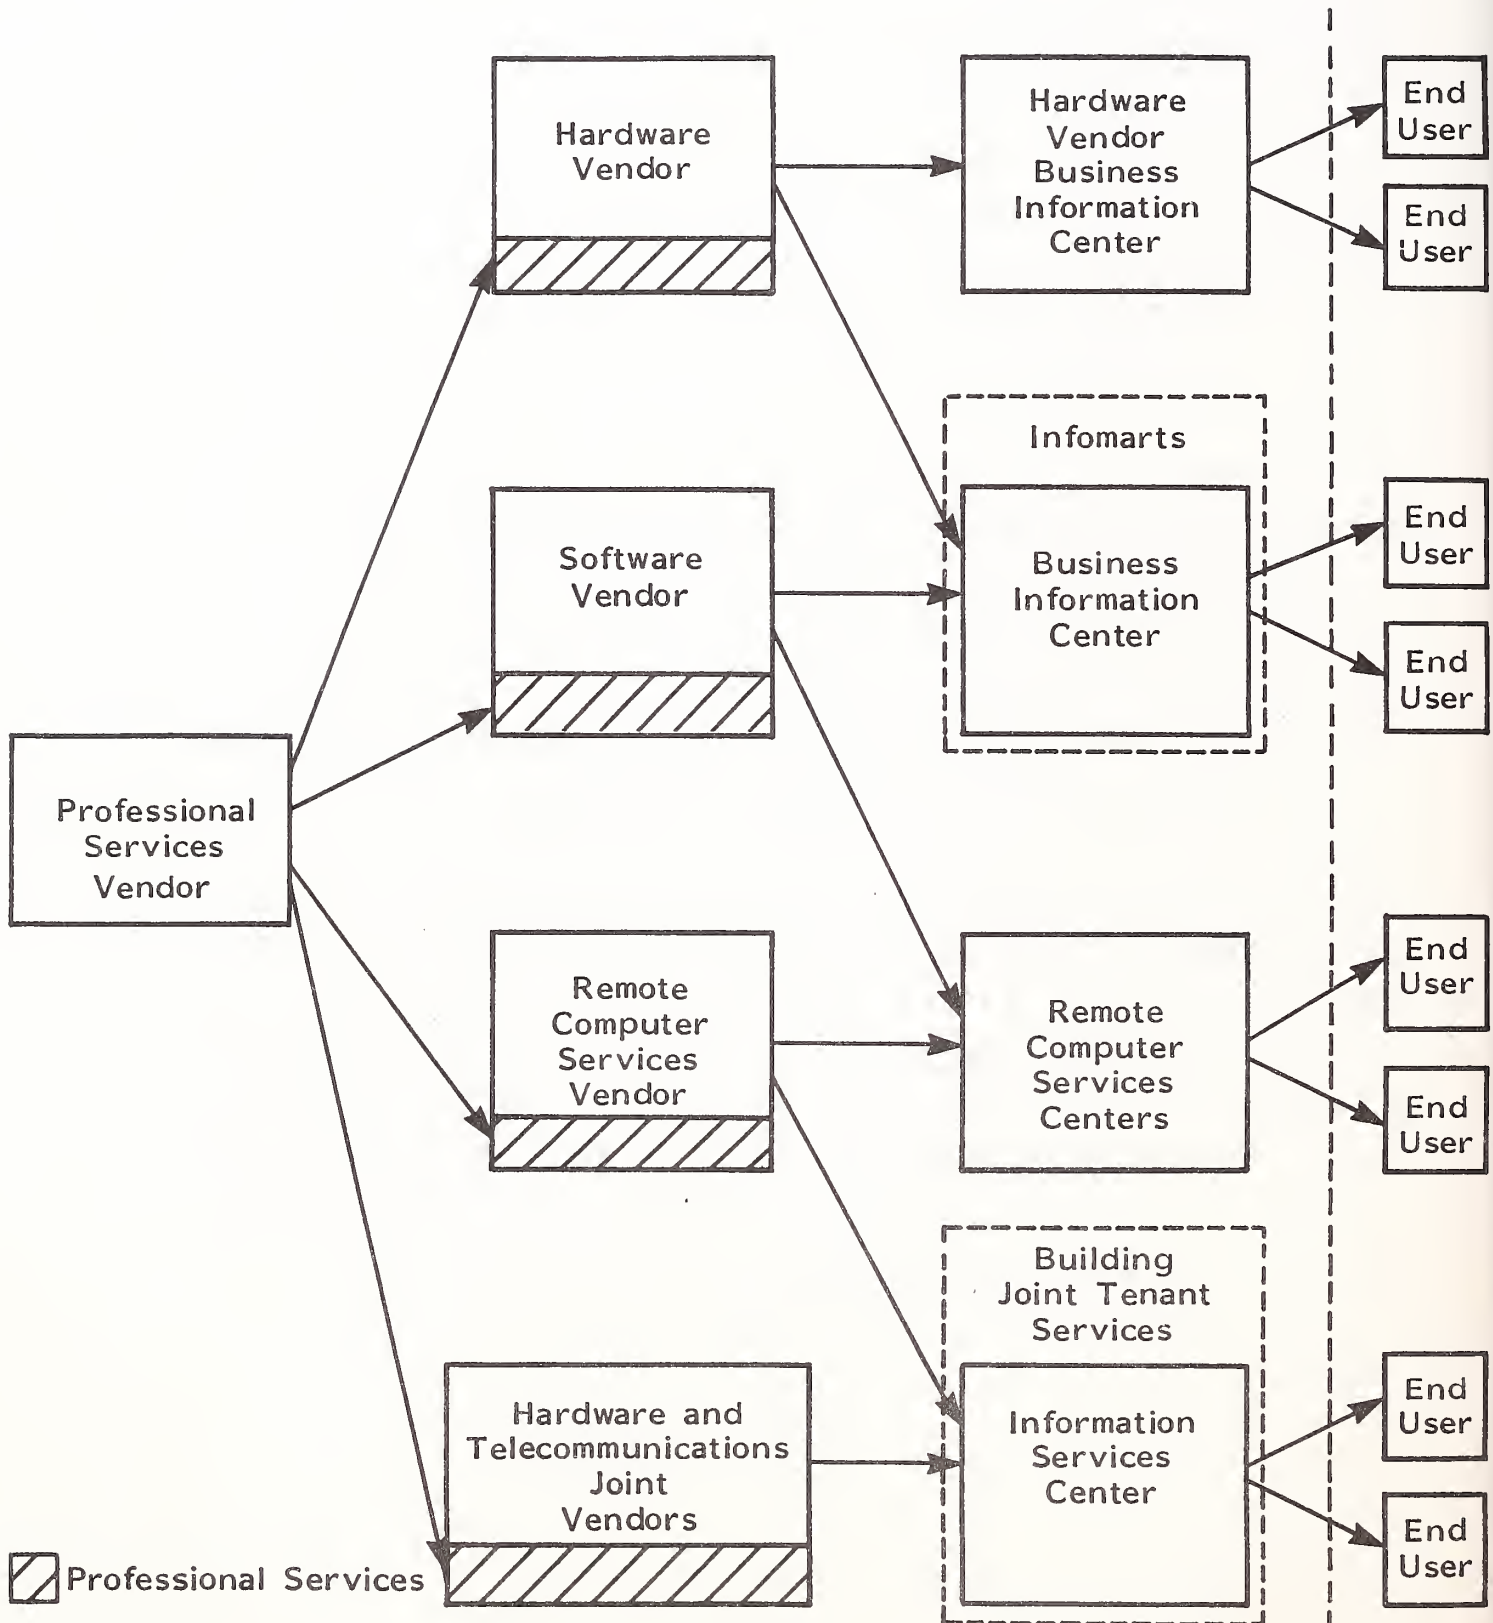 Hardware
Vendor
Hardware
Vendor
Business
Information
Center
End
User
End
User
Infomarts
Software
Vendor
Business
Information
Center
End
User
End
User
Professional
Services
Vendor
Remote
Computer
Services
Vendor
Remote
Computer
Services
Centers
End
User
End
User
Building
Joint Tenant
Services
Hardware and
Telecommunications
Joint
Vendors
Information
Services
Center
End
User
End
User
Professional Services